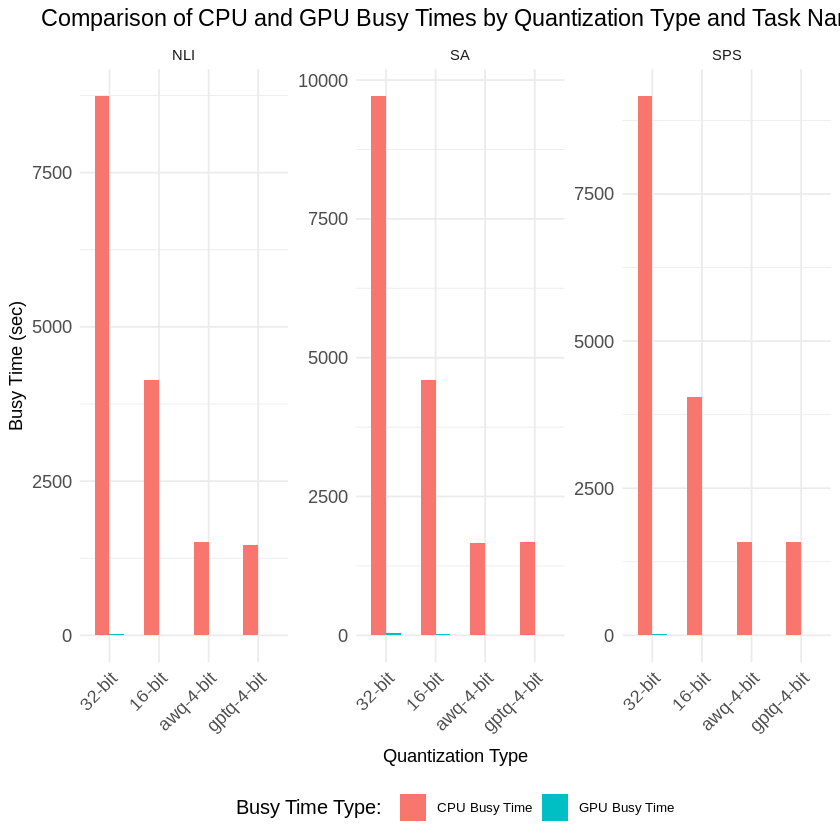 Comparison of CPU and GPU Busy Times by Quantization Type and Task Nar
NLI
SA
SPS
Busy Time (sec)
7500
5000
2500
0
10000
7500
5000
2500
0
7500
5000
2500
0
32-bit
16-bit
awq-4-bit
gptq-4-bit
32-bit
16-bit
awq-4-bit
gptq-4-bit
32-bit
16-bit
awq-4-bit
gptq-4-bit
Quantization Type
Busy Time Type: CPU Busy Time GPU Busy Time